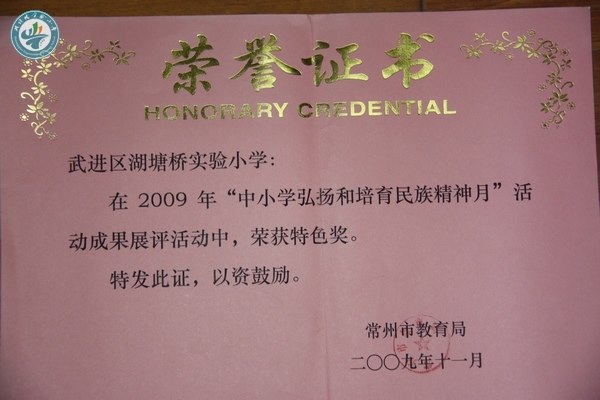 荣誉证书
HONORARY CREDENTIAL
武进区湖塘桥实验小学：
在 2009 年“中小学弘扬和培育民族精神月”活
动成果展评活动中，荣获特色奖。
特发此证，以资鼓励。
常州市教育局
二〇〇九年十一月